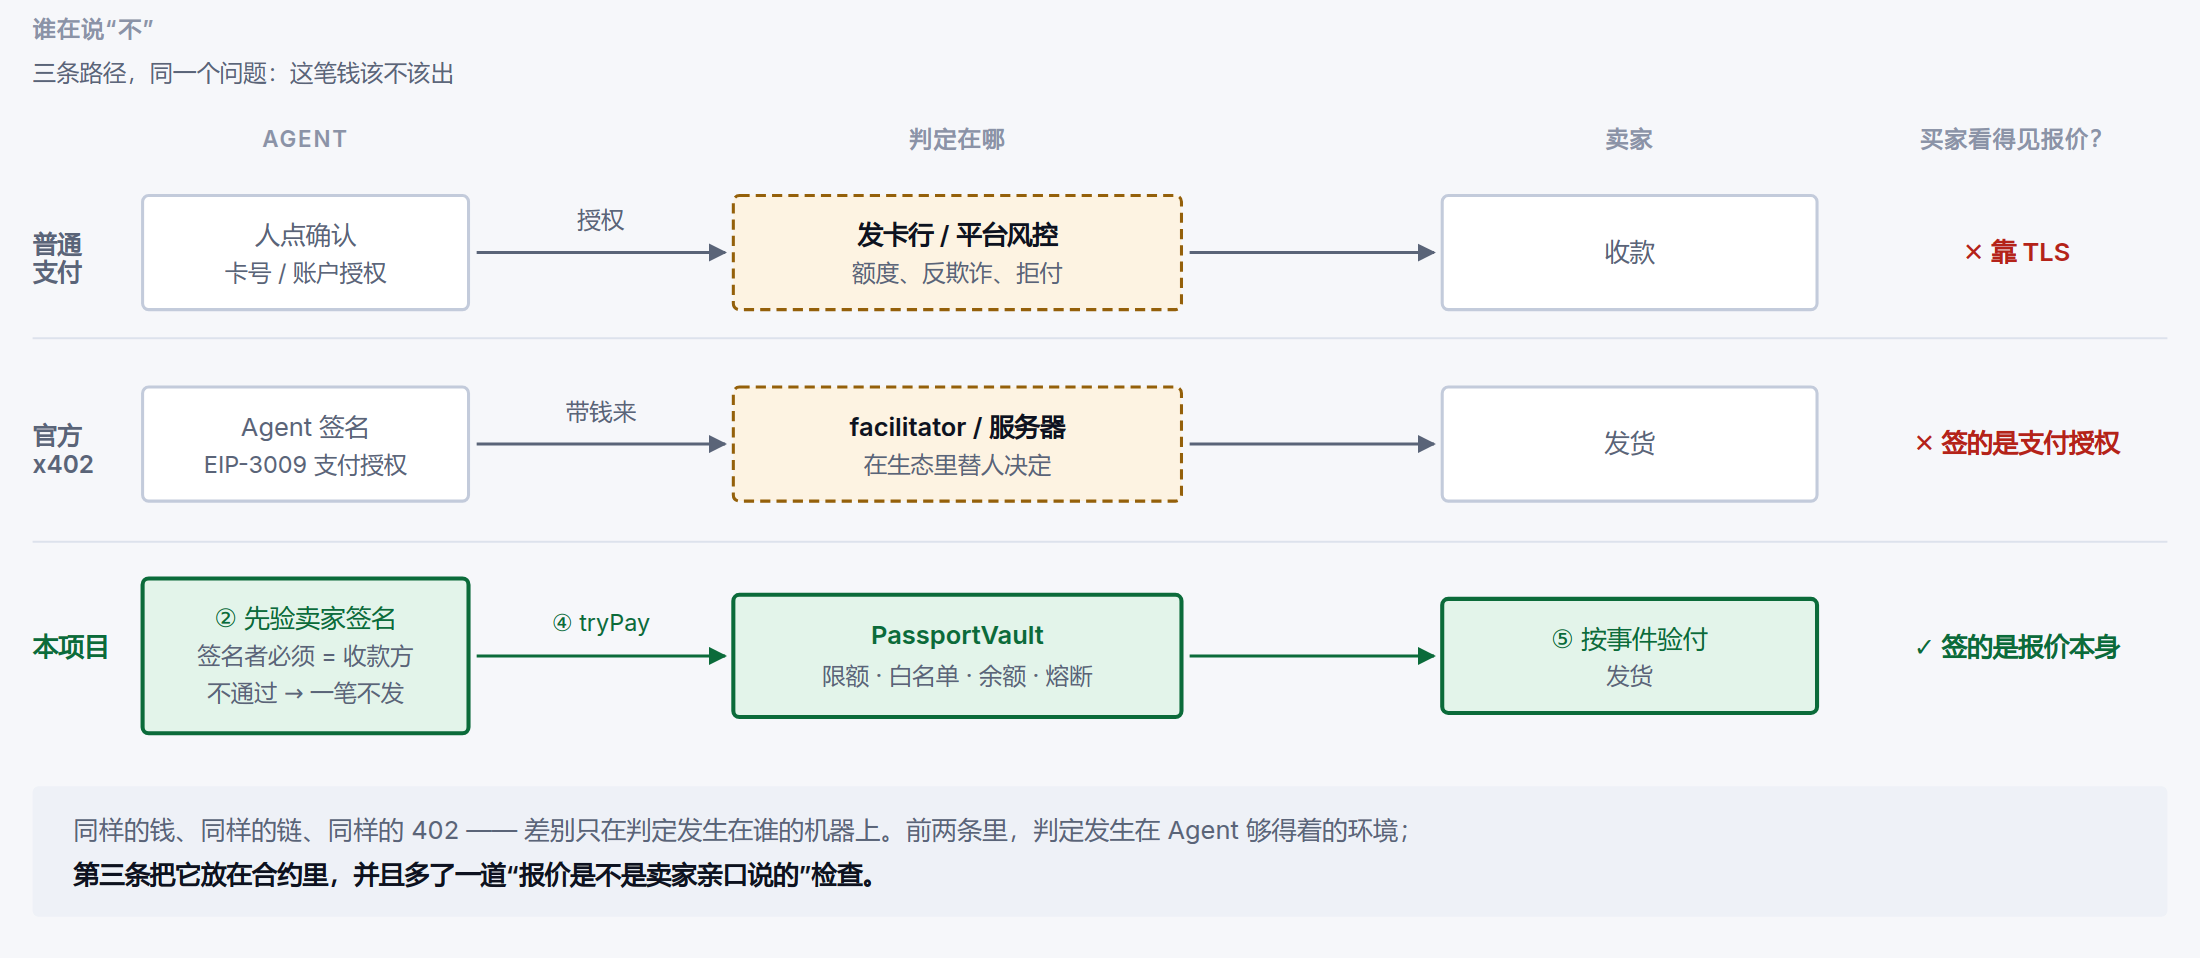 谁在说“不”
三条路径，同一个问题：这笔钱该不该出
AGENT
判定在哪
卖家
买家看得见报价？
普通
支付
人点确认
卡号 / 账户授权
授权
发卡行 / 平台风控
额度、反欺诈、拒付
收款
✕ 靠 TLS
官方
x402
Agent 签名
EIP-3009 支付授权
带钱来
facilitator / 服务器
在生态里替人决定
发货
✕ 签的是支付授权
本项目
② 先验卖家签名
签名者必须 = 收款方
不通过 → 一笔不发
④ tryPay
PassportVault
限额 · 白名单 · 余额 · 熔断
⑤ 按事件验付
发货
✓ 签的是报价本身
同样的钱、同样的链、同样的 402 —— 差别只在判定发生在谁的机器上。前两条里，判定发生在 Agent 够得着的环境；
第三条把它放在合约里，并且多了一道“报价是不是卖家亲口说的”检查。